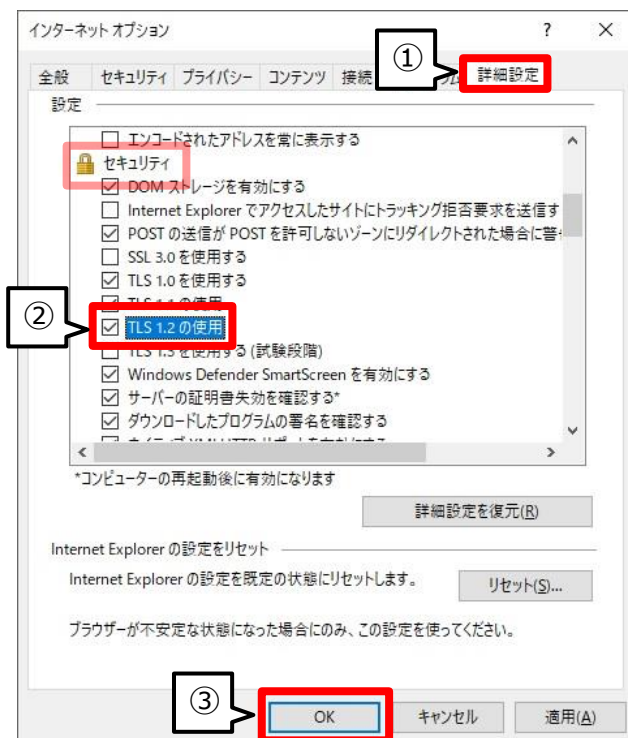 インターネット オプション ? ×
①
全般 セキュリティ プライバシー コンテンツ 接続 詳細設定
設定
エンコードされたアドレスを常に表示する
セキュリティ
DOM ストレージを有効にする
Internet Explorer でアクセスしたサイトにトラッキング拒否要求を送信す
POST の送信が POST を許可しないゾーンにリダイレクトされた場合に警
SSL 3.0 を使用する
TLS 1.0 を使用する
TLS 1.1 の使用
②
TLS 1.2 の使用
TLS 1.3 を使用する (試験段階)
Windows Defender SmartScreen を有効にする
サーバーの証明書失効を確認する*
ダウンロードしたプログラムの署名を確認する
*コンピューターの再起動後に有効になります
詳細設定を復元(R)
Internet Explorer の設定をリセット
Internet Explorer の設定を既定の状態にリセットします。
リセット(S)...
ブラウザーが不安定な状態になった場合にのみ、この設定を使ってください。
③
OK キャンセル 適用(A)